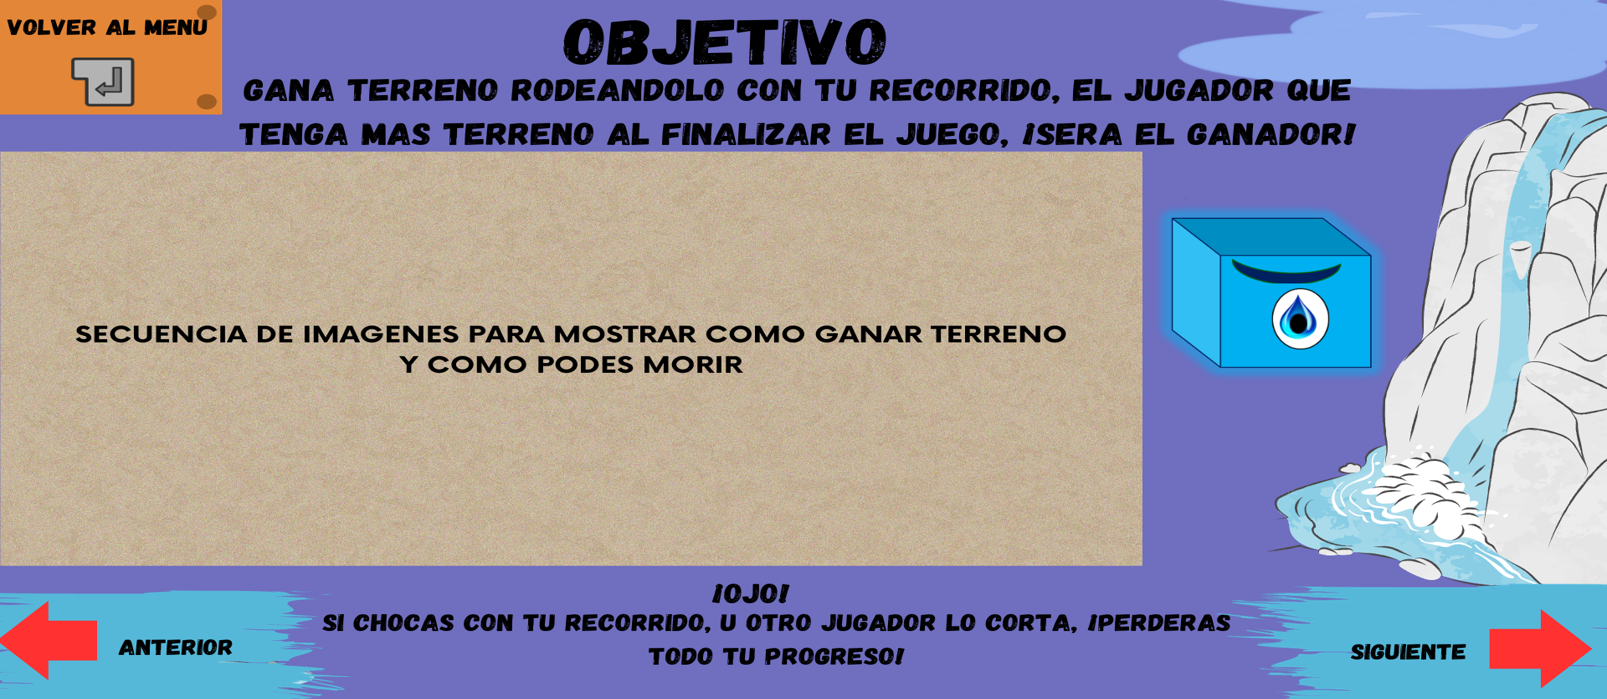 VOLVER AL MENU
OBJETIVO
GANA TERRENO RODEANDOLO CON TU RECORRIDO, EL JUGADOR QUE
TENGA MAS TERRENO AL FINALIZAR EL JUEGO, ¡SERA EL GANADOR!
SECUENCIA DE IMAGENES PARA MOSTRAR COMO GANAR TERRENO
Y COMO PODES MORIR
¡OJO!
SI CHOCAS CON TU RECORRIDO, U OTRO JUGADOR LO CORTA, ¡PERDERAS
TODO TU PROGRESO!
ANTERIOR
SIGUIENTE